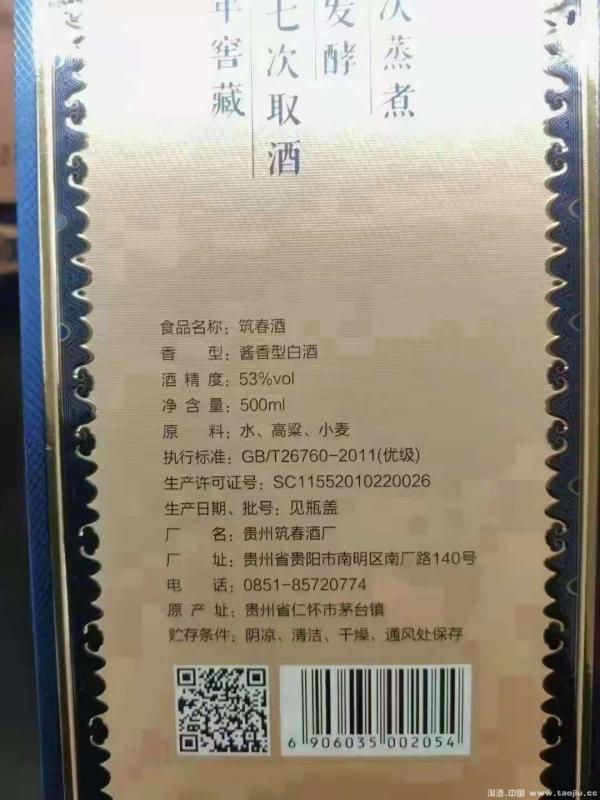 次蒸煮
发酵
七次取酒
年窖藏
食品名称：筑春酒
香 型：酱香型白酒
酒 精 度：53%vol
净 含 量：500ml
原 料：水、高粱、小麦
执行标准：GB/T26760-2011(优级)
生产许可证号：SC11552010220026
生产日期、批号：见瓶盖
厂 名：贵州筑春酒厂
厂 址：贵州省贵阳市南明区南厂路140号
电 话：0851-85720774
原 产 地：贵州省仁怀市茅台镇
贮存条件：阴凉、清洁、干燥、通风处保存
6 906035 002054
淘酒.中国 www.taojiu.cc